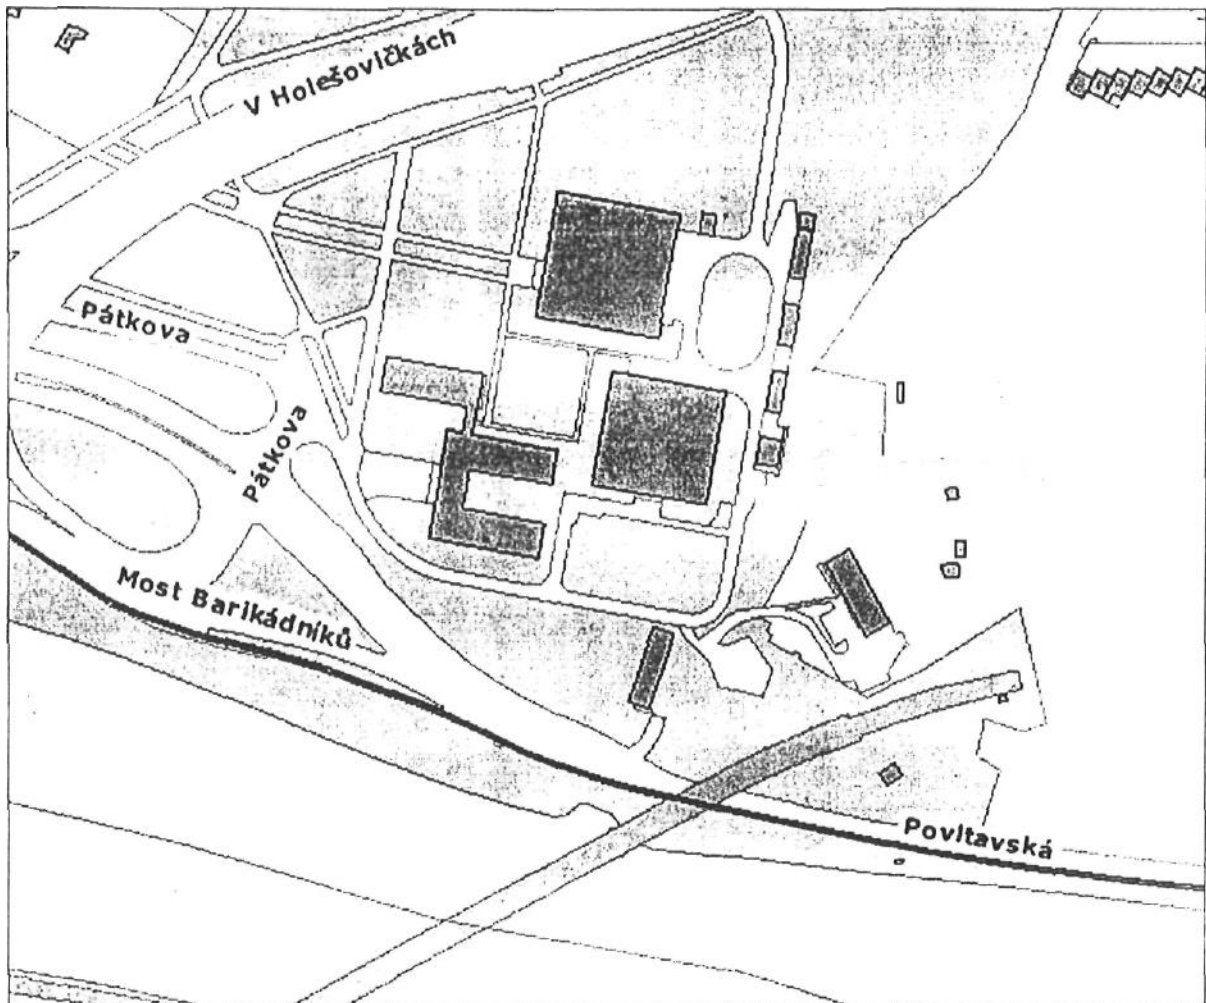 V Holešovičkách
Pátkova
Pátkova
Most Barikádníků
Povltavská